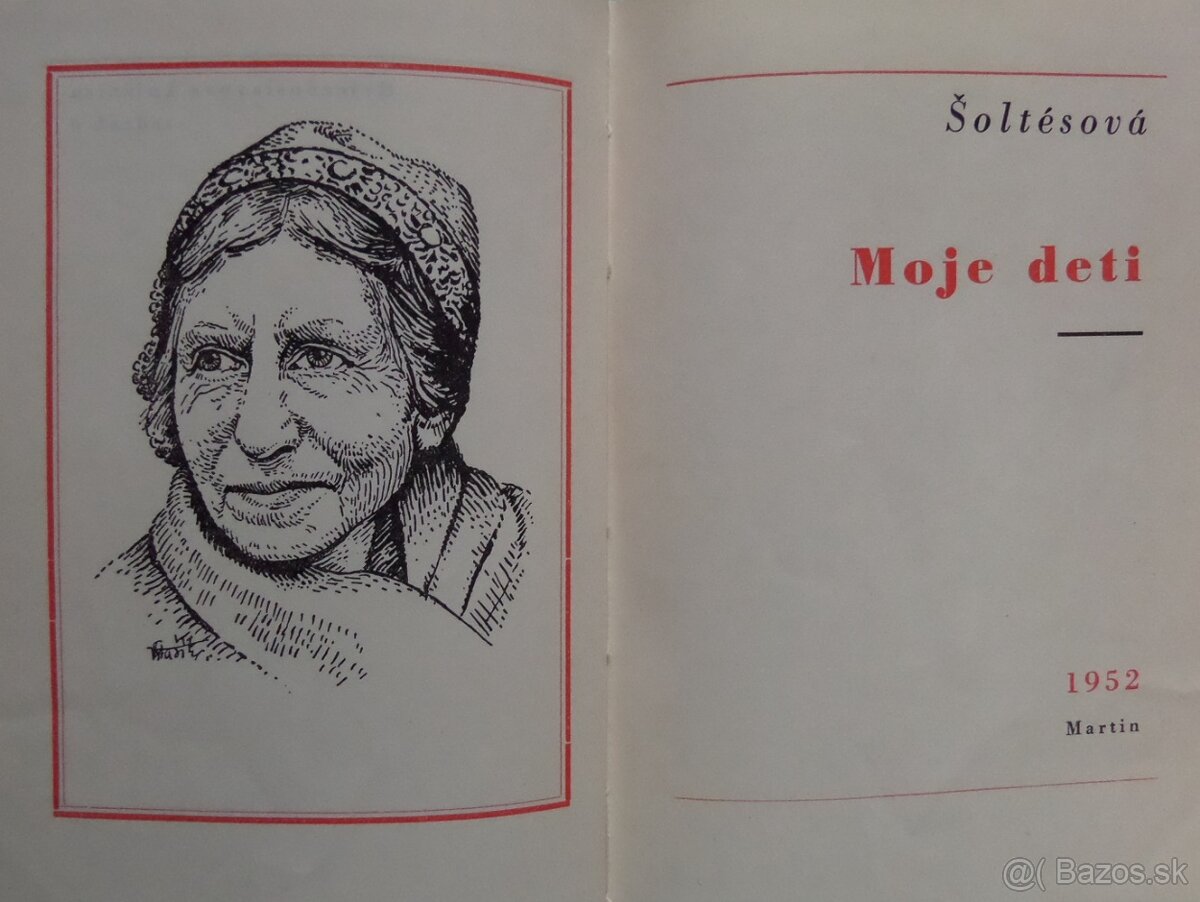 Šoltésová
Moje deti
1952
Martin
@( Bazos.sk